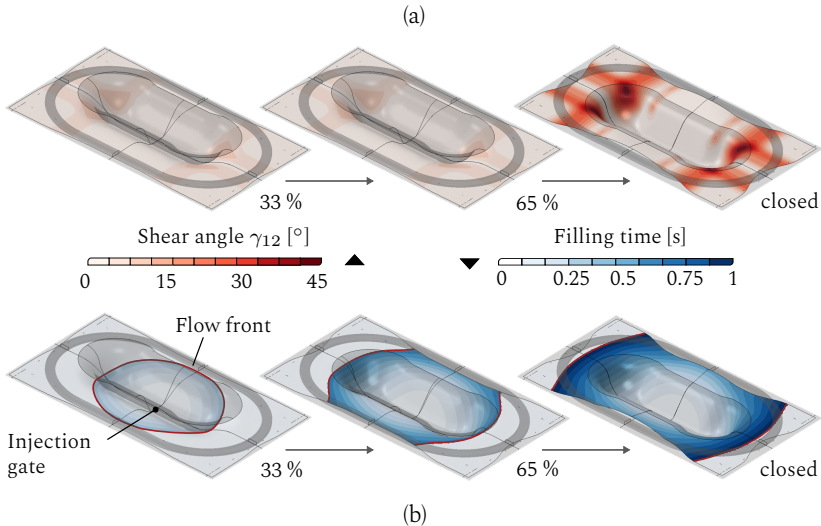 (a)
33 %
65 %
closed
Shear angle γ₁₂ [°]
0 15 30 45
Filling time [s]
0 0.25 0.5 0.75 1
Flow front
Injection
gate
33 %
65 %
closed
(b)